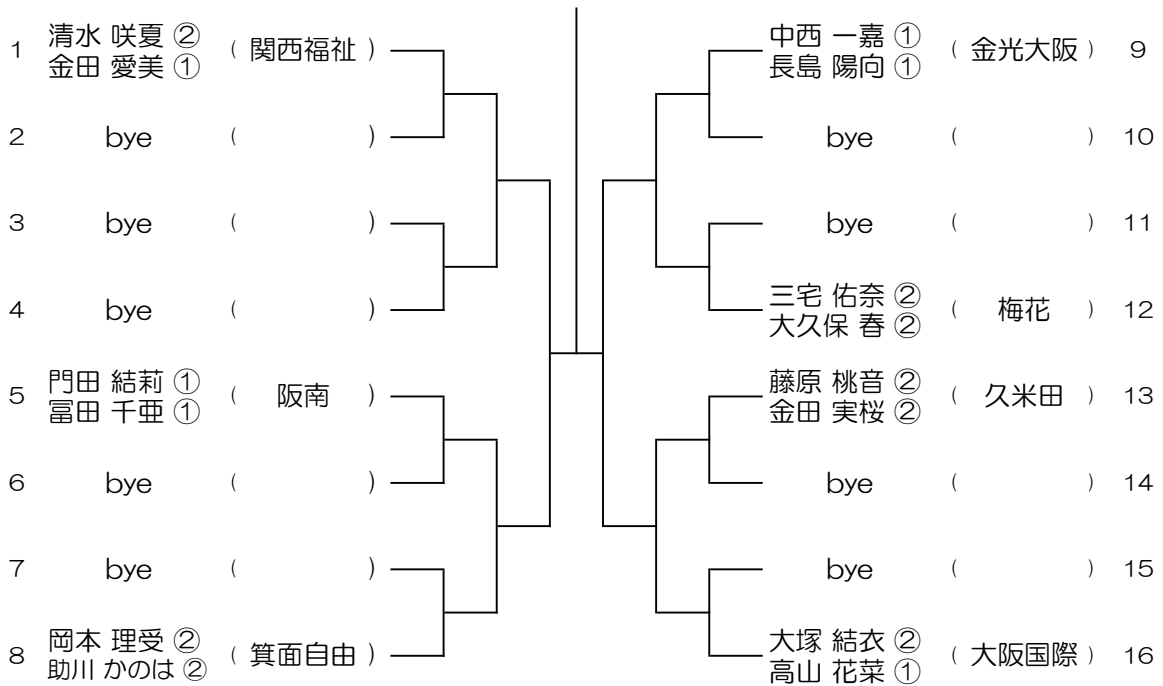 1 清水 咲夏 ② ( 関西福祉 )
金田 愛美 ①
2 bye ( )
3 bye ( )
4 bye ( )
5 門田 結莉 ① ( 阪南 )
冨田 千亜 ①
6 bye ( )
7 bye ( )
8 岡本 理受 ② ( 箕面自由 )
助川 かのは ②
中西 一嘉 ① ( 金光大阪 ) 9
長島 陽向 ①
bye ( ) 10
bye ( ) 11
三宅 佑奈 ② ( 梅花 ) 12
大久保 春 ②
藤原 桃音 ② ( 久米田 ) 13
金田 実桜 ②
bye ( ) 14
bye ( ) 15
大塚 結衣 ② ( 大阪国際 ) 16
高山 花菜 ①